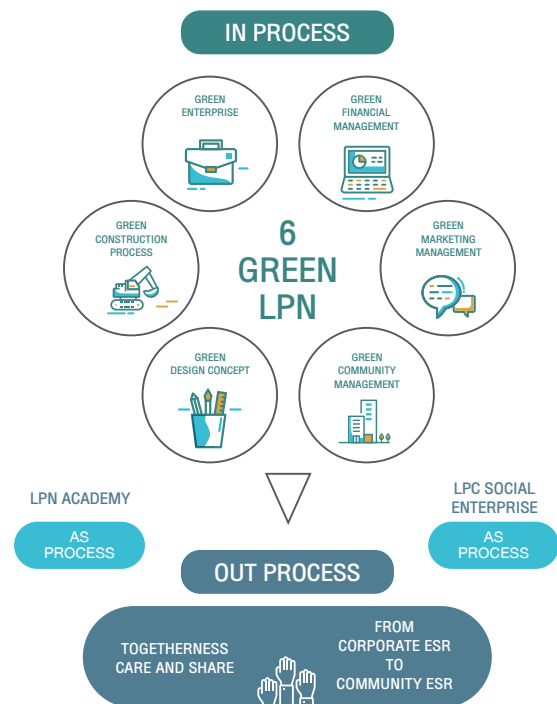 IN PROCESS
GREEN
ENTERPRISE
GREEN
FINANCIAL
MANAGEMENT
GREEN
CONSTRUCTION
PROCESS
6
GREEN
LPN
GREEN
MARKETING
MANAGEMENT
GREEN
DESIGN CONCEPT
GREEN
COMMUNITY
MANAGEMENT
LPN ACADEMY
AS
PROCESS
LPC SOCIAL
ENTERPRISE
AS
PROCESS
OUT PROCESS
TOGETHERNESS
CARE AND SHARE
FROM
CORPORATE ESR
TO
COMMUNITY ESR